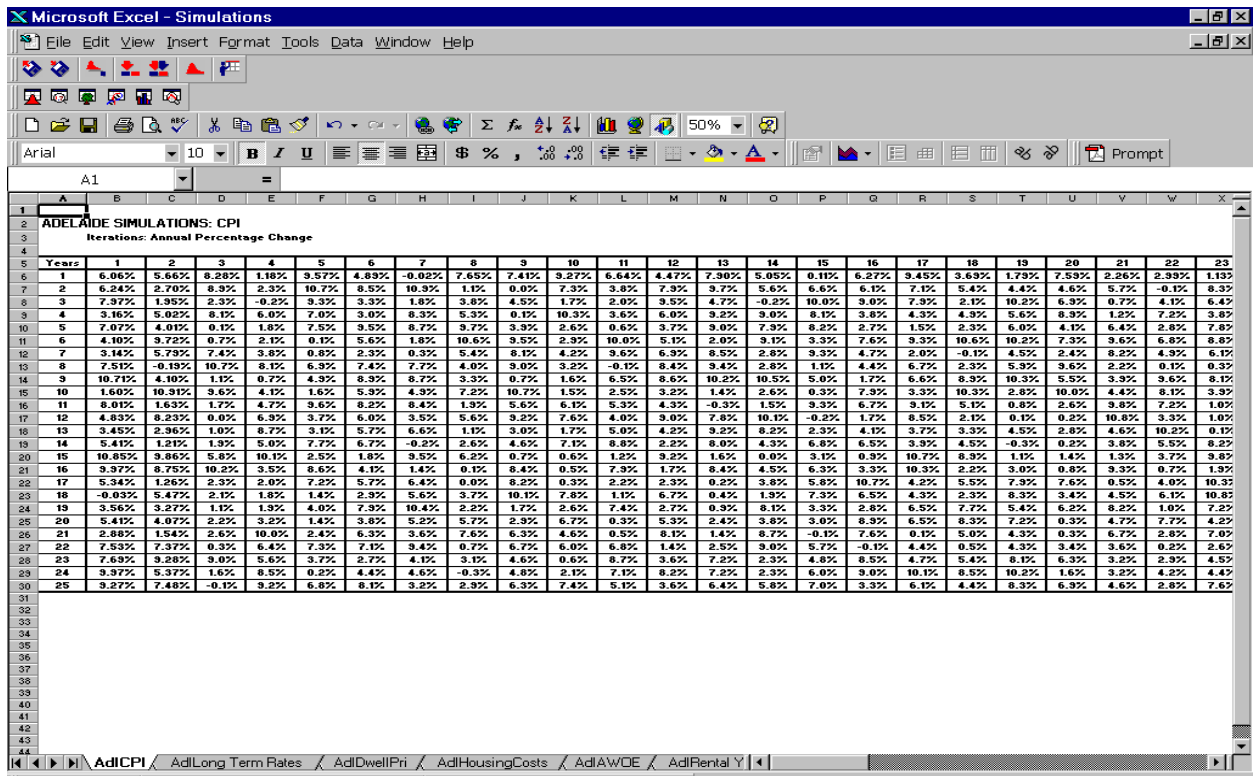 Microsoft Excel - Simulations
File Edit View Insert Format Tools Data Window Help
50%
Arial 10 B I U $ % , Prompt
A1 =
A B C D E F G H I J K L M N O P Q R S T U V W X
1
2 ADELAIDE SIMULATIONS: CPI
3 Iterations: Annual Percentage Change
4
5 Years 1 2 3 4 5 6 7 8 9 10 11 12 13 14 15 16 17 18 19 20 21 22 23
6 1 6.06% 5.66% 8.28% 1.18% 9.57% 4.89% -0.02% 7.65% 7.41% 9.27% 6.64% 4.47% 7.90% 5.05% 0.11% 6.27% 9.45% 3.69% 1.79% 7.59% 2.26% 2.99% 1.13%
7 2 6.24% 2.70% 8.9% 2.3% 10.7% 8.5% 10.9% 1.1% 0.0% 7.3% 3.8% 7.9% 9.7% 5.6% 6.6% 6.1% 7.1% 5.4% 4.4% 4.6% 5.7% -0.1% 8.3%
8 3 7.97% 1.95% 2.3% -0.2% 9.3% 3.3% 1.8% 3.8% 4.5% 1.7% 2.0% 9.5% 4.7% -0.2% 10.0% 9.0% 7.9% 2.1% 10.2% 6.9% 0.7% 4.1% 6.4%
9 4 3.16% 5.02% 8.1% 6.0% 7.0% 3.0% 8.3% 5.3% 0.1% 10.3% 3.6% 6.0% 9.2% 9.0% 8.1% 3.8% 4.3% 4.9% 5.6% 8.9% 1.2% 7.2% 3.8%
10 5 7.07% 4.01% 0.1% 1.8% 7.5% 9.5% 8.7% 9.7% 3.9% 2.6% 0.6% 3.7% 9.0% 7.9% 8.2% 2.7% 1.5% 2.3% 6.0% 4.1% 6.4% 2.8% 7.8%
11 6 4.10% 9.72% 0.7% 2.1% 0.1% 5.6% 1.8% 10.6% 9.5% 2.9% 10.0% 5.1% 2.0% 9.1% 3.3% 7.6% 9.3% 10.6% 10.2% 7.3% 9.6% 6.8% 8.8%
12 7 3.14% 5.79% 7.4% 3.8% 0.8% 2.3% 0.3% 5.4% 8.1% 4.2% 9.6% 6.9% 8.5% 2.8% 9.3% 4.7% 2.0% -0.1% 4.5% 2.4% 8.2% 4.9% 6.1%
13 8 7.51% -0.19% 10.7% 8.1% 6.9% 7.4% 7.7% 4.0% 9.0% 3.2% -0.1% 8.4% 9.4% 2.8% 1.1% 4.4% 6.7% 2.3% 5.9% 9.6% 2.2% 0.1% 0.3%
14 9 10.71% 4.10% 1.1% 0.7% 4.9% 8.9% 8.7% 3.3% 0.7% 1.6% 6.5% 8.6% 10.2% 10.5% 5.0% 1.7% 6.6% 8.9% 10.3% 5.5% 3.9% 9.6% 8.1%
15 10 1.60% 10.91% 9.6% 4.1% 1.6% 5.9% 4.9% 7.2% 10.7% 1.5% 2.5% 3.2% 1.4% 2.6% 0.3% 7.9% 3.3% 10.3% 2.8% 10.0% 4.4% 8.1% 3.9%
16 11 8.01% 1.63% 1.7% 4.7% 9.6% 8.2% 8.4% 1.9% 5.6% 6.1% 5.3% 4.3% -0.3% 1.5% 9.3% 6.7% 9.1% 5.1% 0.8% 2.6% 9.8% 7.2% 1.0%
17 12 4.83% 8.23% 0.0% 6.9% 3.7% 6.0% 3.5% 5.6% 9.2% 7.6% 4.0% 9.0% 7.8% 10.1% -0.2% 1.7% 8.5% 2.1% 0.1% 0.2% 10.8% 3.3% 1.0%
18 13 3.45% 2.96% 1.0% 8.7% 3.1% 5.7% 6.6% 1.1% 3.0% 1.7% 5.0% 4.2% 9.2% 8.2% 2.3% 4.1% 3.7% 3.3% 4.5% 2.8% 4.6% 10.2% 0.1%
19 14 5.41% 1.21% 1.9% 5.0% 7.7% 6.7% -0.2% 2.6% 4.6% 7.1% 8.8% 2.2% 8.0% 4.3% 6.8% 6.5% 3.9% 4.5% -0.3% 0.2% 3.8% 5.5% 8.2%
20 15 10.85% 9.86% 5.8% 10.1% 2.5% 1.8% 9.5% 6.2% 0.7% 0.6% 1.2% 9.2% 1.6% 0.0% 3.1% 0.9% 10.7% 8.9% 1.1% 1.4% 1.3% 3.7% 9.8%
21 16 9.97% 8.75% 10.2% 3.5% 8.6% 4.1% 1.4% 0.1% 8.4% 0.5% 7.9% 1.7% 8.4% 4.5% 6.3% 3.3% 10.3% 2.2% 3.0% 0.8% 9.3% 0.7% 1.9%
22 17 5.34% 1.26% 2.3% 2.0% 7.2% 5.7% 6.4% 0.0% 8.2% 0.3% 2.2% 2.3% 0.2% 3.8% 5.8% 10.7% 4.2% 5.5% 7.9% 7.6% 0.5% 4.0% 10.3%
23 18 -0.03% 5.47% 2.1% 1.8% 1.4% 2.9% 5.6% 3.7% 10.1% 7.8% 1.1% 6.7% 0.4% 1.9% 7.3% 6.5% 4.3% 2.3% 8.3% 3.4% 4.5% 6.1% 10.8%
24 19 3.56% 3.27% 1.1% 1.9% 4.0% 7.9% 10.4% 2.2% 1.7% 2.6% 7.4% 2.7% 0.9% 8.1% 3.3% 2.8% 6.5% 7.7% 5.4% 6.2% 8.2% 1.0% 7.2%
25 20 5.41% 4.07% 2.2% 3.2% 1.4% 3.8% 5.2% 5.7% 2.9% 6.7% 0.3% 5.3% 2.4% 3.8% 3.0% 8.9% 6.5% 8.3% 7.2% 0.3% 4.7% 7.7% 4.2%
26 21 2.88% 1.54% 2.6% 10.0% 2.4% 6.3% 3.6% 7.6% 6.3% 4.6% 0.5% 8.1% 1.4% 8.7% -0.1% 7.6% 0.1% 5.0% 4.3% 0.3% 6.7% 2.8% 7.0%
27 22 7.53% 7.37% 0.3% 6.4% 7.3% 7.1% 9.4% 0.7% 6.7% 6.0% 6.8% 1.4% 2.5% 9.0% 5.7% -0.1% 4.4% 0.5% 4.3% 3.4% 3.6% 0.2% 2.6%
28 23 7.69% 9.28% 9.0% 5.6% 3.7% 2.7% 4.1% 3.1% 4.6% 0.6% 8.7% 3.6% 7.2% 2.3% 4.8% 8.5% 4.7% 5.4% 8.1% 6.3% 3.2% 2.9% 4.5%
29 24 9.97% 5.37% 1.6% 8.5% 0.2% 4.4% 4.6% -0.3% 4.8% 2.1% 7.1% 8.2% 7.2% 2.3% 6.0% 9.0% 10.1% 8.5% 10.2% 1.6% 3.2% 4.2% 4.4%
30 25 9.27% 7.48% -0.1% 9.2% 6.8% 8.1% 3.2% 2.9% 6.3% 7.4% 5.1% 3.6% 6.4% 5.8% 7.0% 3.3% 6.1% 4.4% 8.3% 6.9% 4.6% 2.8% 7.6%
31
32
33
34
35
36
37
38
39
40
41
42
43
44
AdlCPI AdlLong Term Rates AdlDwellPri AdlHousingCosts AdlAWOE AdlRental Y